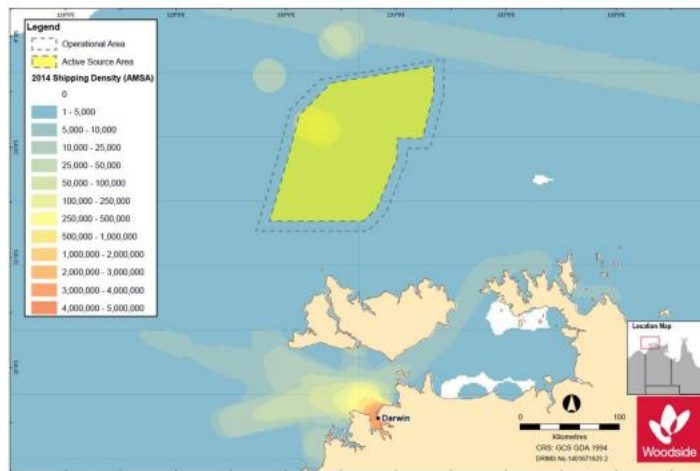 Legend
Operational Area
Active Source Area
2014 Shipping Density (AMSA)
0
1 - 5,000
5,000 - 10,000
10,000 - 25,000
25,000 - 50,000
50,000 - 100,000
100,000 - 250,000
250,000 - 500,000
500,000 - 1,000,000
1,000,000 - 2,000,000
2,000,000 - 3,000,000
3,000,000 - 4,000,000
4,000,000 - 5,000,000
Darwin
Location Map
0
100
Kilometres
CRS: GCS GDA 1994
Woodside